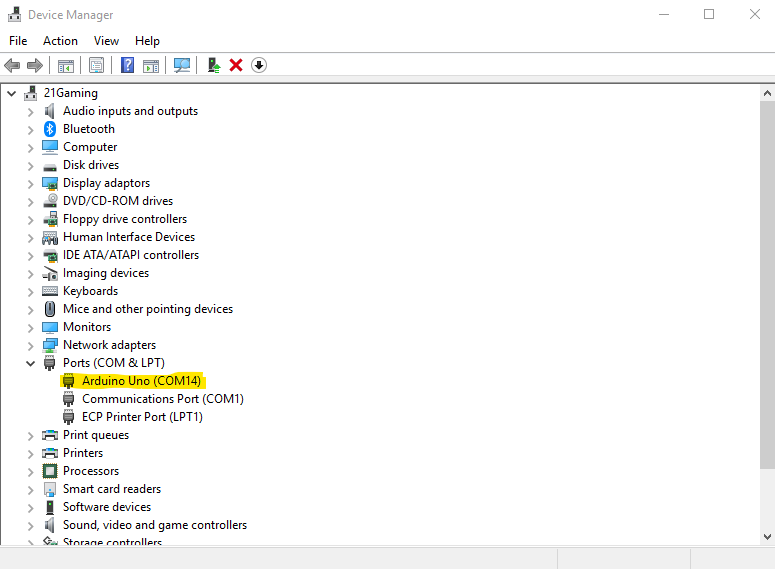 Device Manager
File Action View Help
21Gaming
Audio inputs and outputs
Bluetooth
Computer
Disk drives
Display adaptors
DVD/CD-ROM drives
Floppy drive controllers
Human Interface Devices
IDE ATA/ATAPI controllers
Imaging devices
Keyboards
Mice and other pointing devices
Monitors
Network adapters
Ports (COM & LPT)
Arduino Uno (COM14)
Communications Port (COM1)
ECP Printer Port (LPT1)
Print queues
Printers
Processors
Smart card readers
Software devices
Sound, video and game controllers
Storage controllers